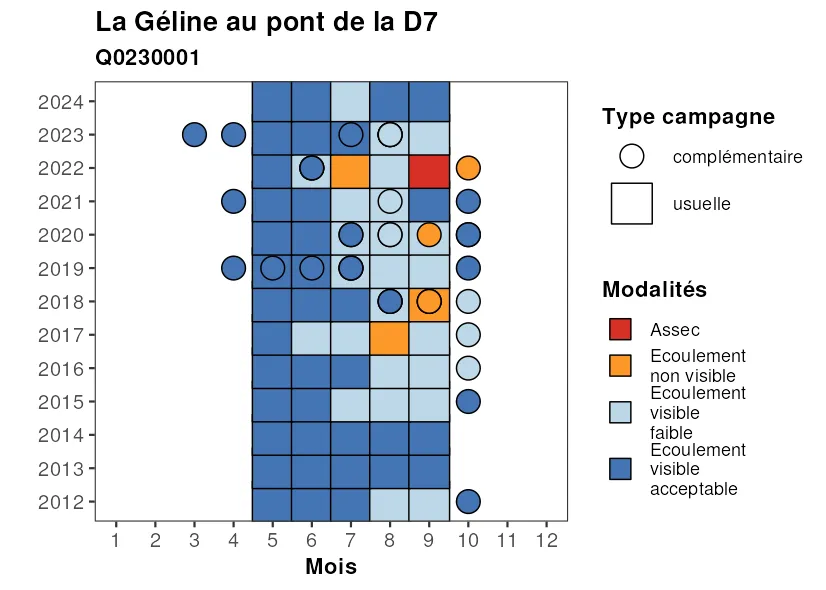 La Géline au pont de la D7
Q0230001
2024
2023
2022
2021
2020
2019
2018
2017
2016
2015
2014
2013
2012
1 2 3 4 5 6 7 8 9 10 11 12
Mois
Type campagne
complémentaire
usuelle
Modalités
Assec
Ecoulement
non visible
Ecoulement
visible
faible
Ecoulement
visible
acceptable